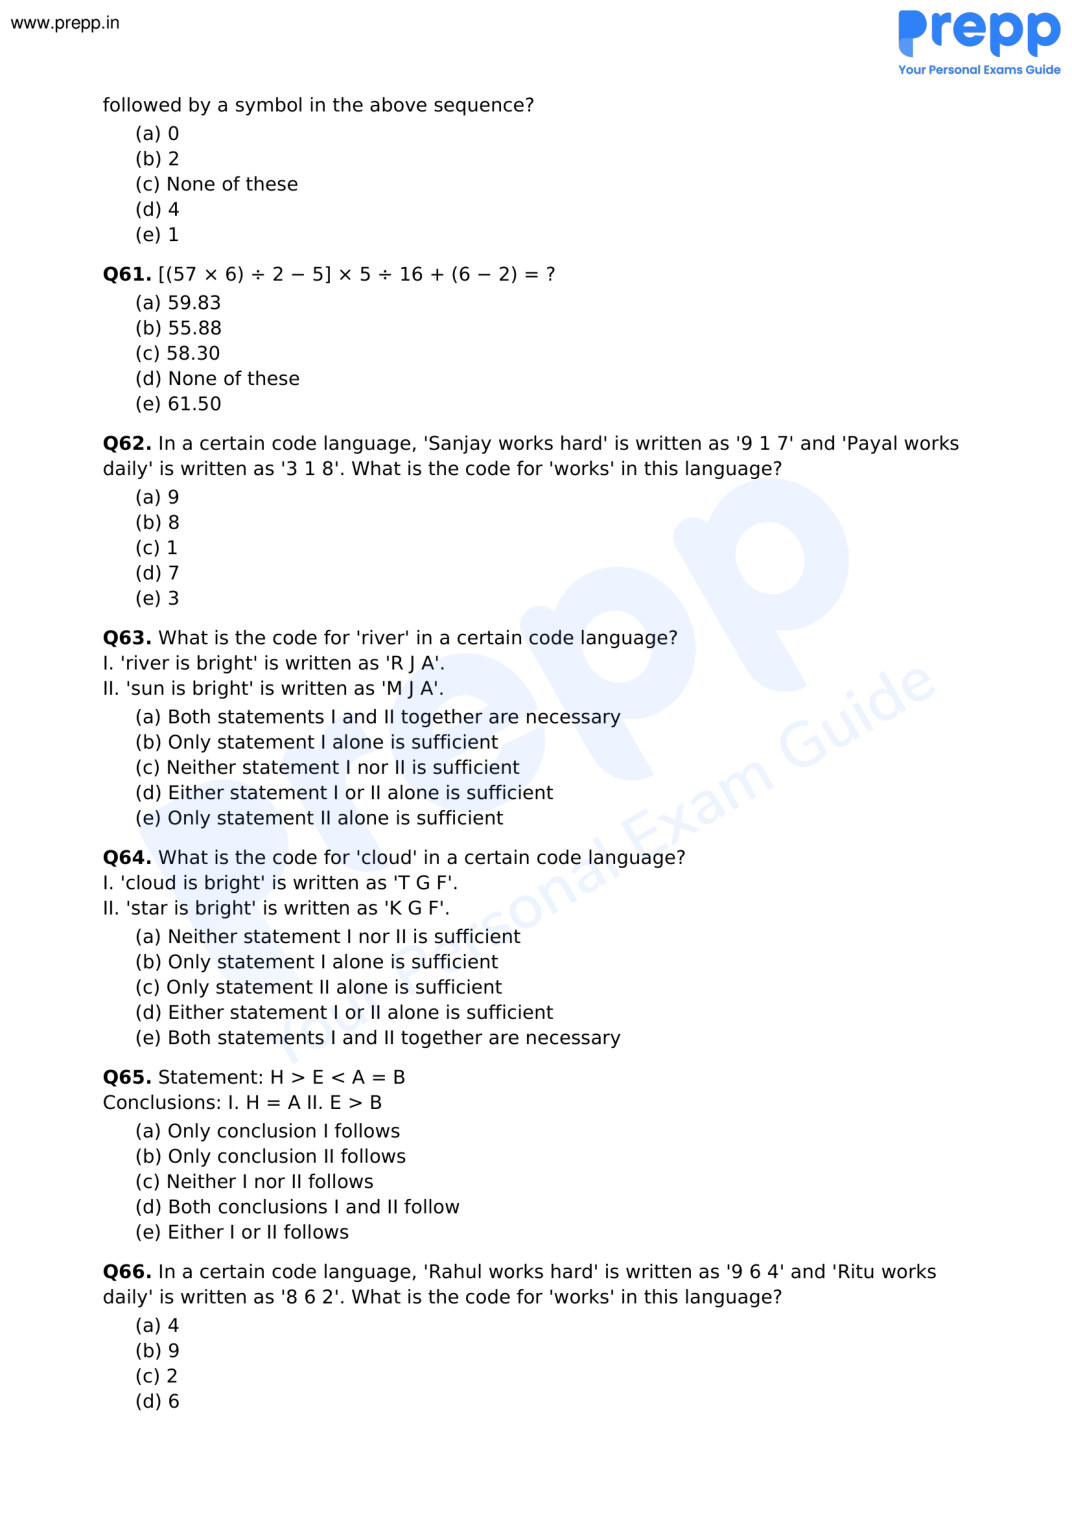 www.prepp.in
Prepp
Your Personal Exams Guide
followed by a symbol in the above sequence?
(a) 0
(b) 2
(c) None of these
(d) 4
(e) 1
Q61. [(57 × 6) ÷ 2 − 5] × 5 ÷ 16 + (6 − 2) = ?
(a) 59.83
(b) 55.88
(c) 58.30
(d) None of these
(e) 61.50
Q62. In a certain code language, 'Sanjay works hard' is written as '9 1 7' and 'Payal works
daily' is written as '3 1 8'. What is the code for 'works' in this language?
(a) 9
(b) 8
(c) 1
(d) 7
(e) 3
Q63. What is the code for 'river' in a certain code language?
I. 'river is bright' is written as 'R J A'.
II. 'sun is bright' is written as 'M J A'.
(a) Both statements I and II together are necessary
(b) Only statement I alone is sufficient
(c) Neither statement I nor II is sufficient
(d) Either statement I or II alone is sufficient
(e) Only statement II alone is sufficient
Q64. What is the code for 'cloud' in a certain code language?
I. 'cloud is bright' is written as 'T G F'.
II. 'star is bright' is written as 'K G F'.
(a) Neither statement I nor II is sufficient
(b) Only statement I alone is sufficient
(c) Only statement II alone is sufficient
(d) Either statement I or II alone is sufficient
(e) Both statements I and II together are necessary
Q65. Statement: H > E < A = B
Conclusions: I. H = A II. E > B
(a) Only conclusion I follows
(b) Only conclusion II follows
(c) Neither I nor II follows
(d) Both conclusions I and II follow
(e) Either I or II follows
Q66. In a certain code language, 'Rahul works hard' is written as '9 6 4' and 'Ritu works
daily' is written as '8 6 2'. What is the code for 'works' in this language?
(a) 4
(b) 9
(c) 2
(d) 6
prepp
Your Personal Exam Guide